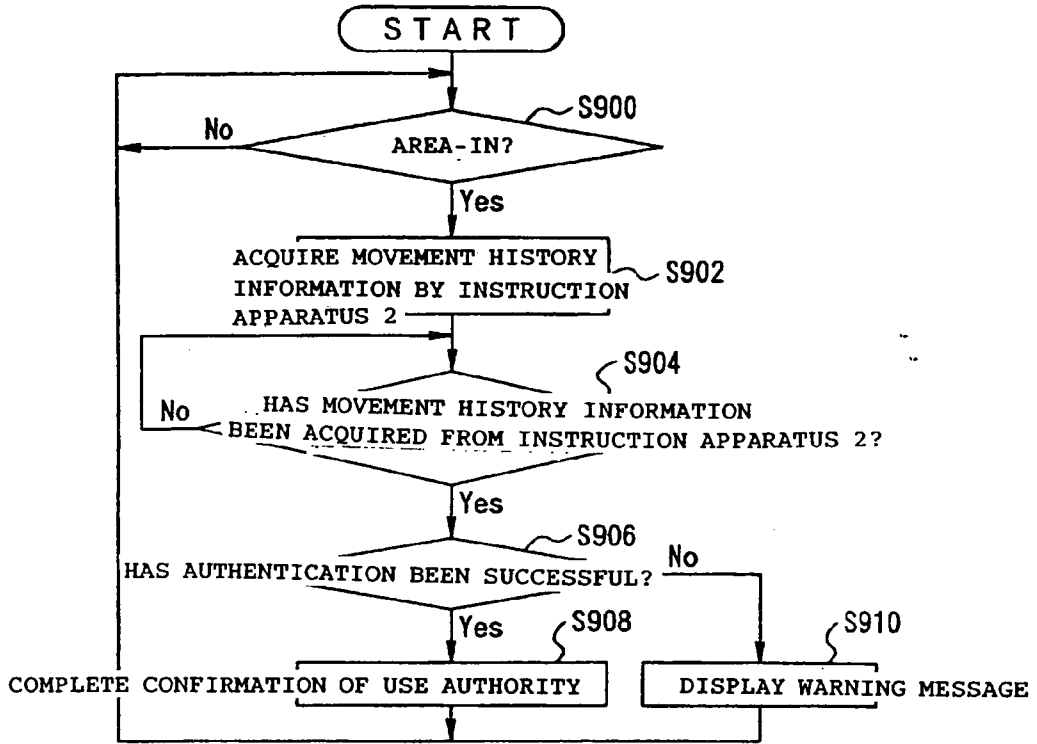 START
S900
No
AREA-IN?
Yes
ACQUIRE MOVEMENT HISTORY
INFORMATION BY INSTRUCTION
APPARATUS 2
S902
S904
No
HAS MOVEMENT HISTORY INFORMATION
BEEN ACQUIRED FROM INSTRUCTION APPARATUS 2?
Yes
S906
HAS AUTHENTICATION BEEN SUCCESSFUL?
No
Yes
S908
S910
COMPLETE CONFIRMATION OF USE AUTHORITY
DISPLAY WARNING MESSAGE